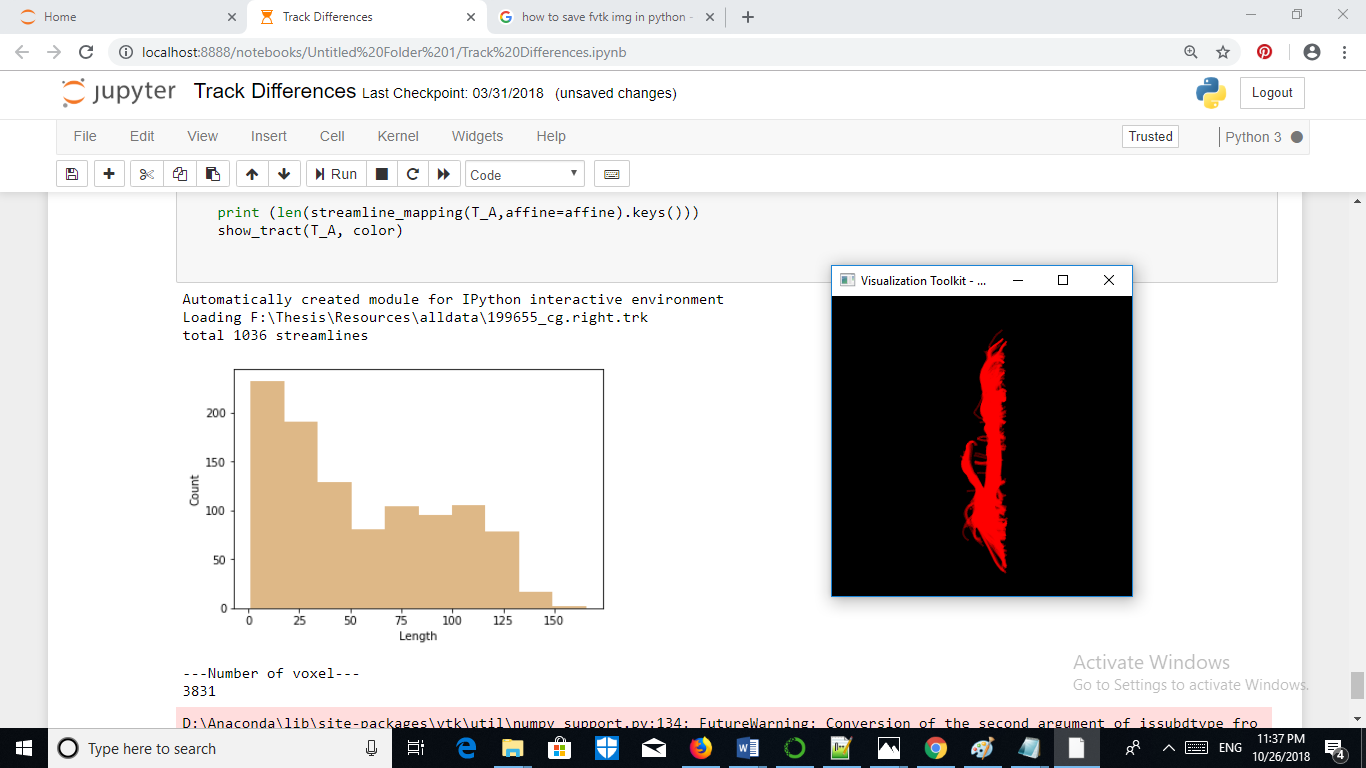 Home
Track Differences
how to save fvtk img in python -
localhost:8888/notebooks/Untitled%20Folder%201/Track%20Differences.ipynb
jupyter Track Differences Last Checkpoint: 03/31/2018 (unsaved changes)
Logout
File Edit View Insert Cell Kernel Widgets Help
Trusted
Python 3
Run
Code
print (len(streamline_mapping(T_A,affine=affine).keys()))
show_tract(T_A, color)
Automatically created module for IPython interactive environment
Loading F:\Thesis\Resources\alldata\199655_cg.right.trk
total 1036 streamlines
Visualization Toolkit - ...
200
150
100
50
0
Count
0 25 50 75 100 125 150
Length
---Number of voxel---
3831
Activate Windows
Go to Settings to activate Windows.
D:\Anaconda\lib\site-packages\vtk\util\numpy_support.py:134: FutureWarning: Conversion of the second argument of issubdtype fro
Type here to search
ENG
11:37 PM
10/26/2018
4